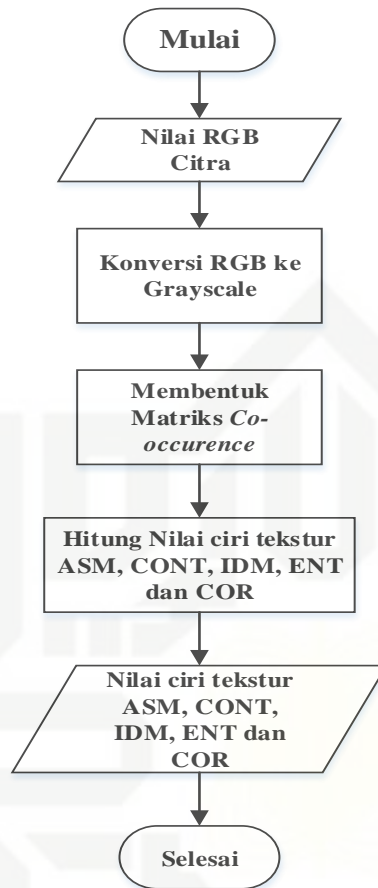 Mulai
Nilai RGB
Citra
Konversi RGB ke
Grayscale
Membentuk
Matriks Co-
occurence
Hitung Nilai ciri tekstur
ASM, CONT, IDM, ENT
dan COR
Nilai ciri tekstur
ASM, CONT,
IDM, ENT dan
COR
Selesai